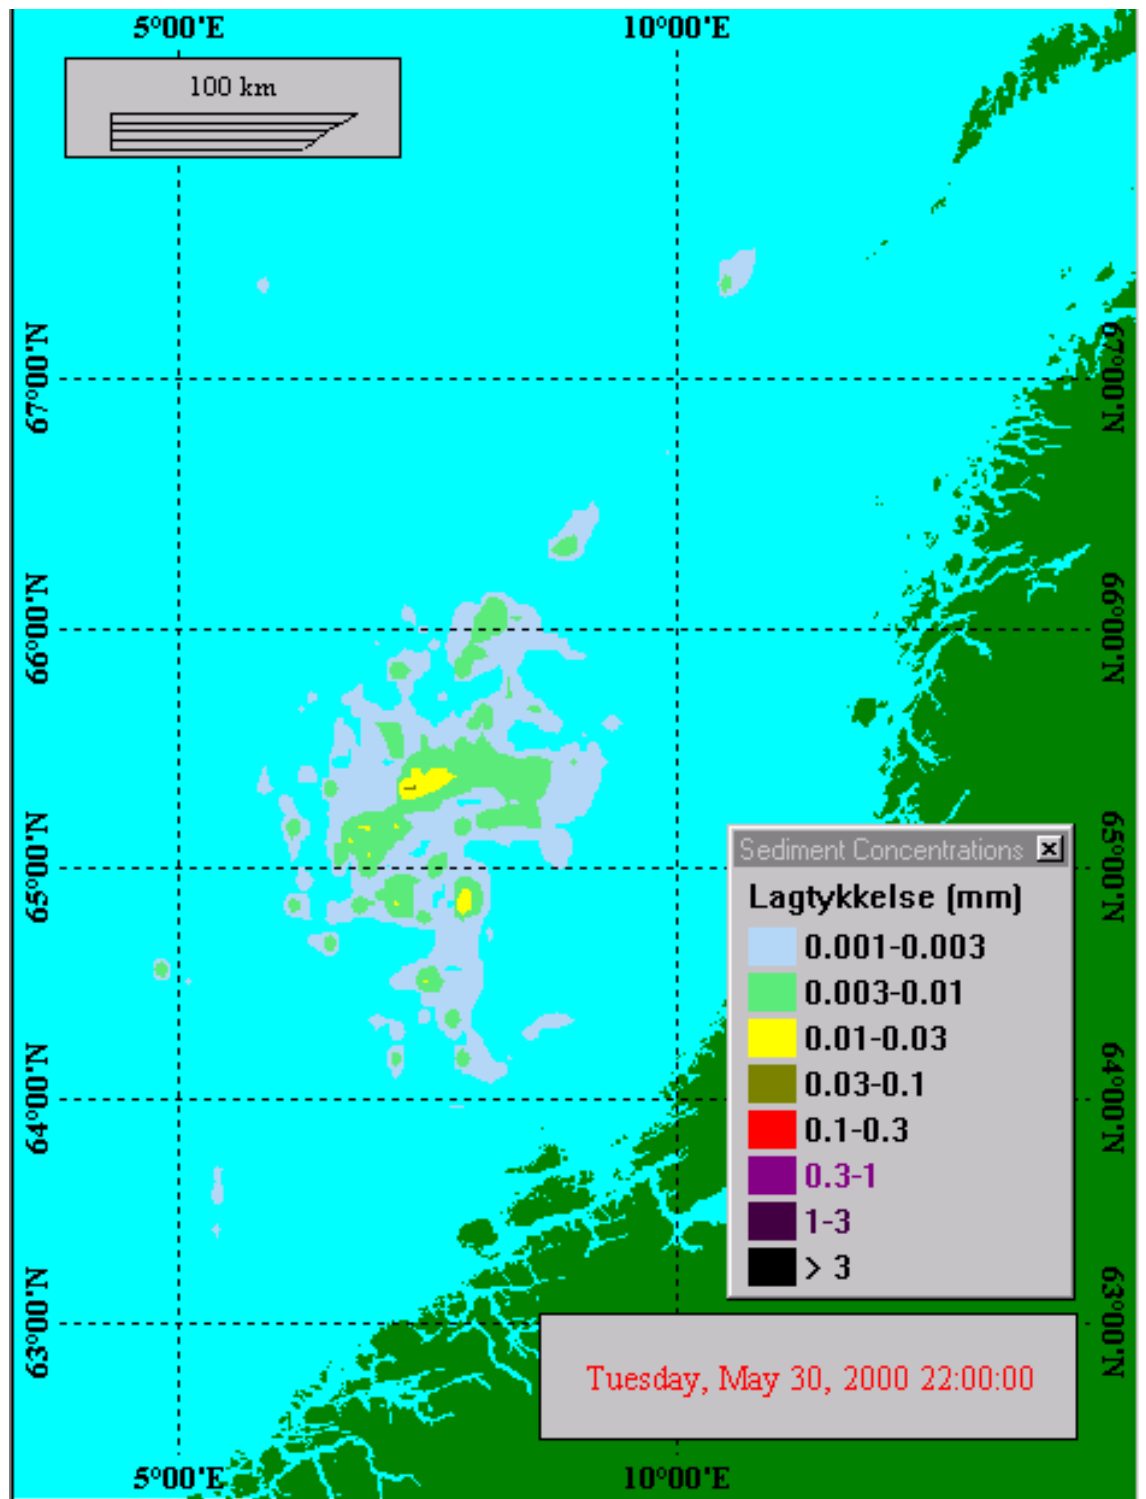 5°00'E 10°00'E
100 km
67°00'N 67°00'N
66°00'N 66°00'N
65°00'N 65°00'N
Sediment Concentrations
Lagtykkelse (mm)
0.001-0.003
0.003-0.01
0.01-0.03
0.03-0.1
0.1-0.3
0.3-1
1-3
> 3
64°00'N 64°00'N
63°00'N 63°00'N
Tuesday, May 30, 2000 22:00:00
5°00'E 10°00'E